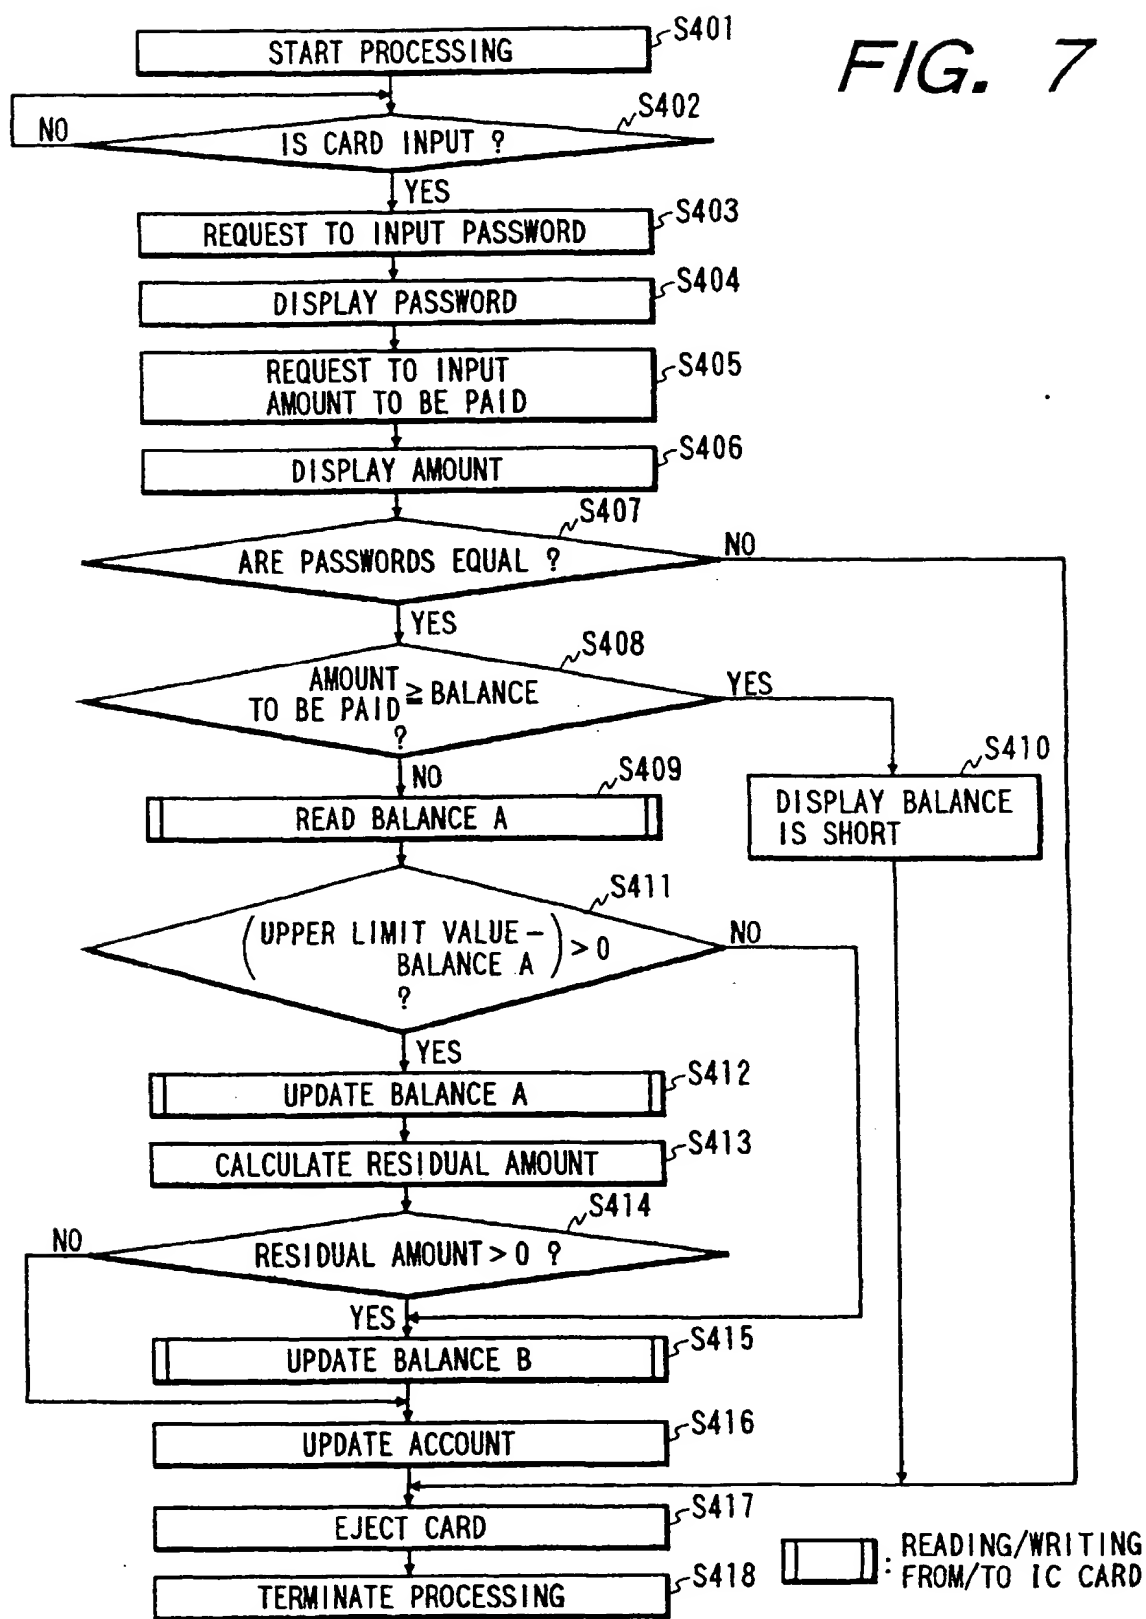 FIG. 7
START PROCESSING
S401
NO
IS CARD INPUT ?
S402
YES
REQUEST TO INPUT PASSWORD
S403
DISPLAY PASSWORD
S404
REQUEST TO INPUT
AMOUNT TO BE PAID
S405
DISPLAY AMOUNT
S406
ARE PASSWORDS EQUAL ?
S407
NO
YES
AMOUNT
TO BE PAID ≧ BALANCE
?
S408
YES
NO
READ BALANCE A
S409
DISPLAY BALANCE
IS SHORT
S410
(UPPER LIMIT VALUE -
BALANCE A) > 0
?
S411
NO
YES
UPDATE BALANCE A
S412
CALCULATE RESIDUAL AMOUNT
S413
NO
RESIDUAL AMOUNT > 0 ?
S414
YES
UPDATE BALANCE B
S415
UPDATE ACCOUNT
S416
EJECT CARD
S417
TERMINATE PROCESSING
S418
: READING/WRITING
FROM/TO IC CARD